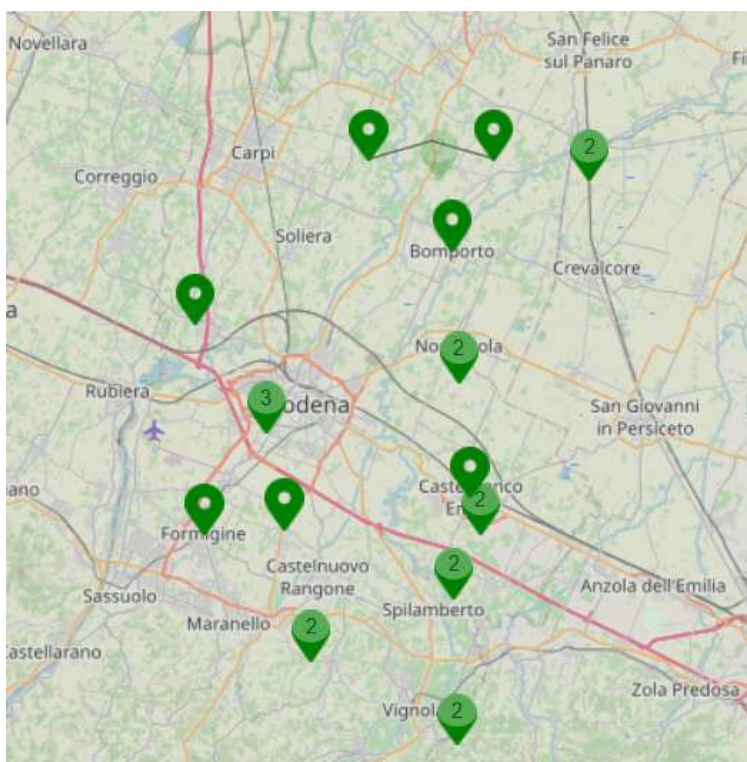 San Felice
sul Panaro
Novellara
Carpi
2
Correggio
Soliera
Bomporto
Crevalcore
2
Rubiera
3
odena
San Giovanni
in Persiceto
2
Formigine
Castelnuovo
Rangone
2
Anzola dell'Emilia
Sassuolo
Spilamberto
Maranello
2
astellarano
Zola Predosa
2